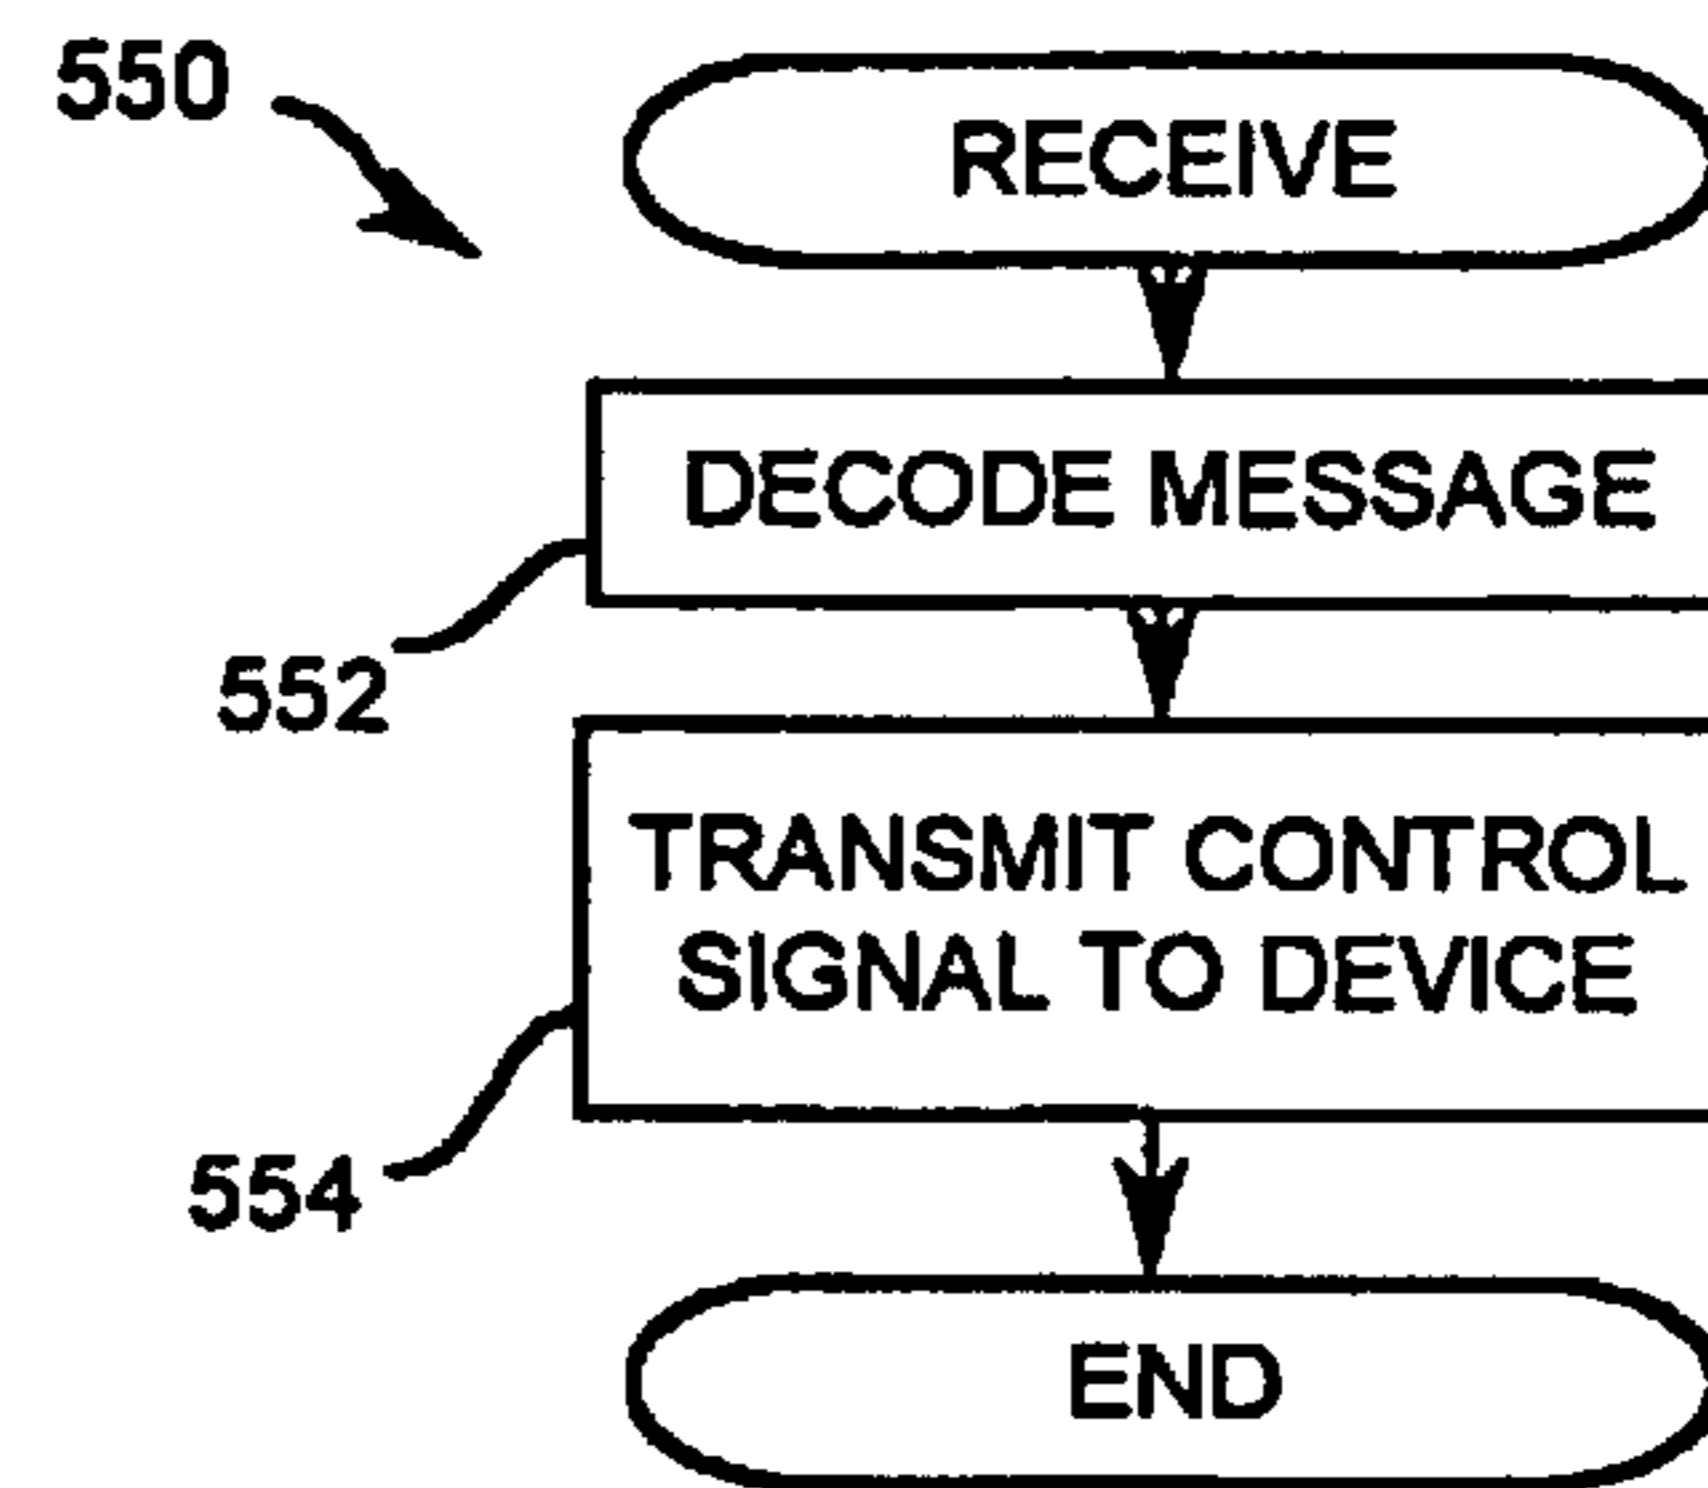 550
RECEIVE
DECODE MESSAGE
552
TRANSMIT CONTROL
SIGNAL TO DEVICE
554
END